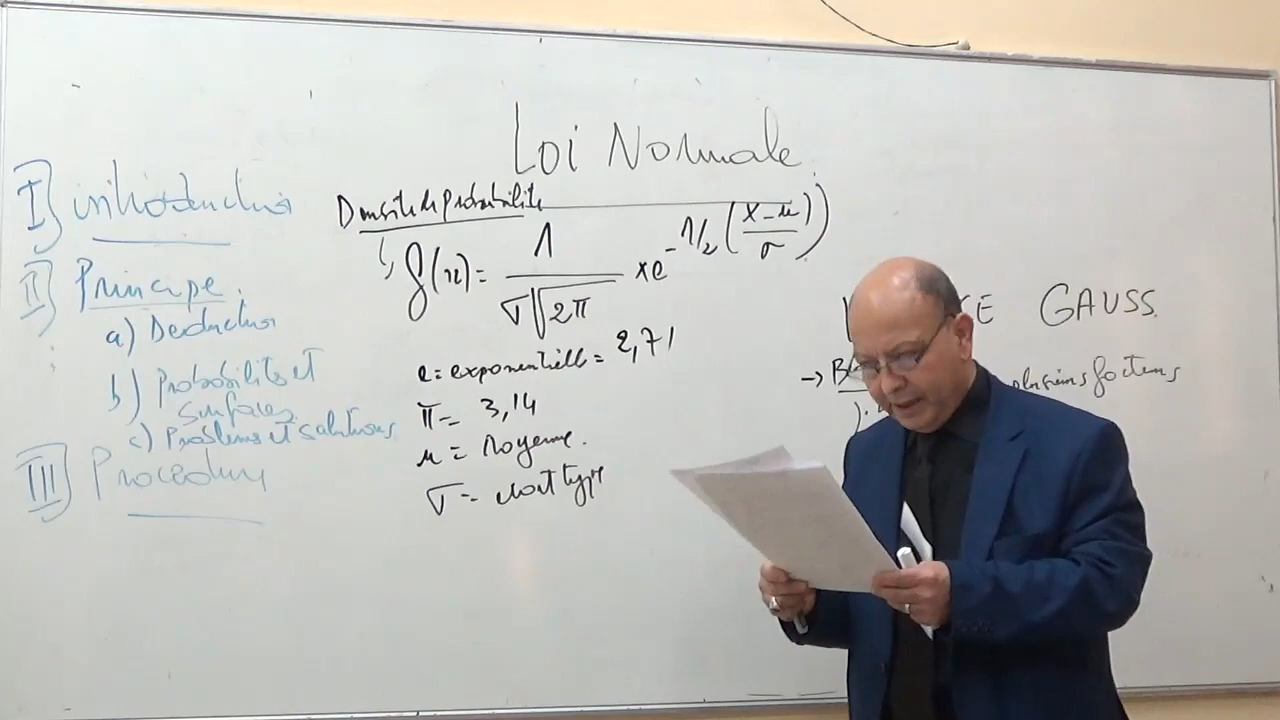 Loi Normale
I) introduction
II) Principe.
a) Deduction
b) Probabilité et
surfaces
c) Problèmes et solutions
III) Procedure
Densité de probabilité
f(x) = 1 / σ√2π × e^-1/2 ((x-u)/σ))
e = exponentielle = 2,71
π = 3,14
u = moyenne.
σ = ecart type
GAUSS
plusieurs facteurs